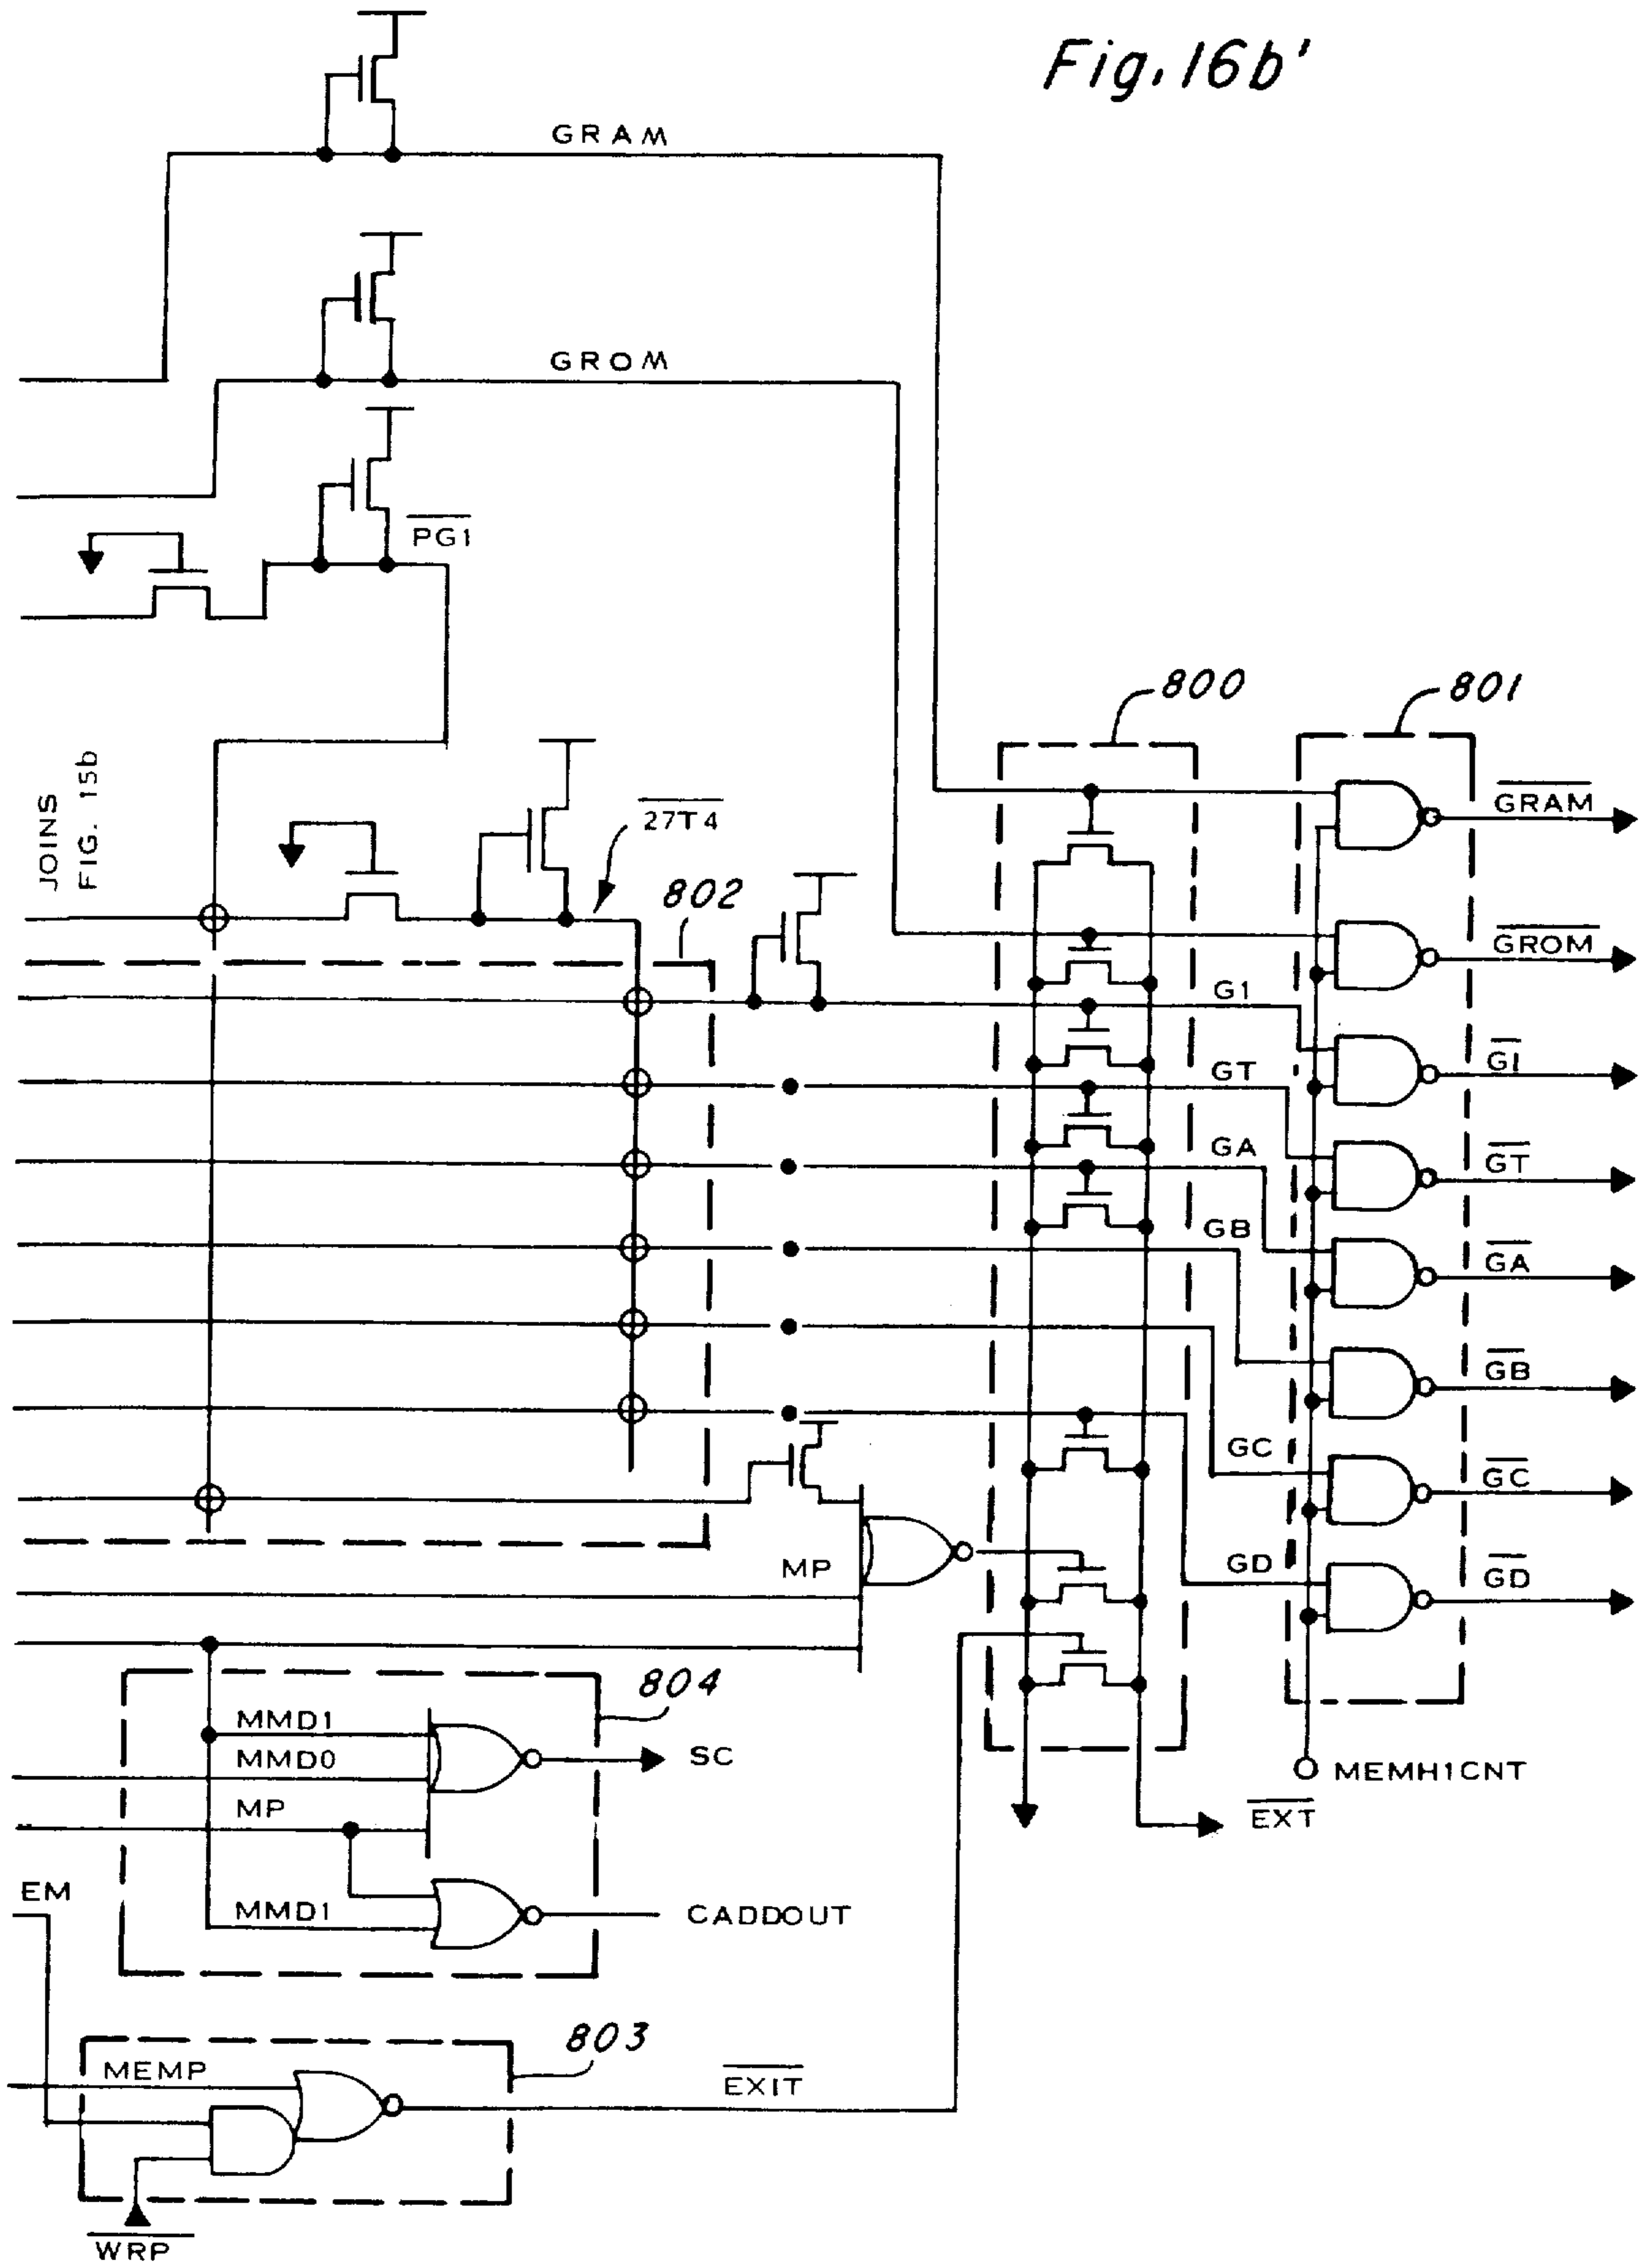 Fig. 16b'
GRAM
GROM
PG1
800
801
JOINS
FIG. 15b
27T4
802
GRAM
GROM
G1
GI
GT
GT
GA
GA
GB
GB
GC
GC
MP
GD
GD
804
MMD1
MMD0
SC
MEMH1CNT
MP
EXT
EM
MMD1
CADDOUT
803
MEMP
EXIT
WRP